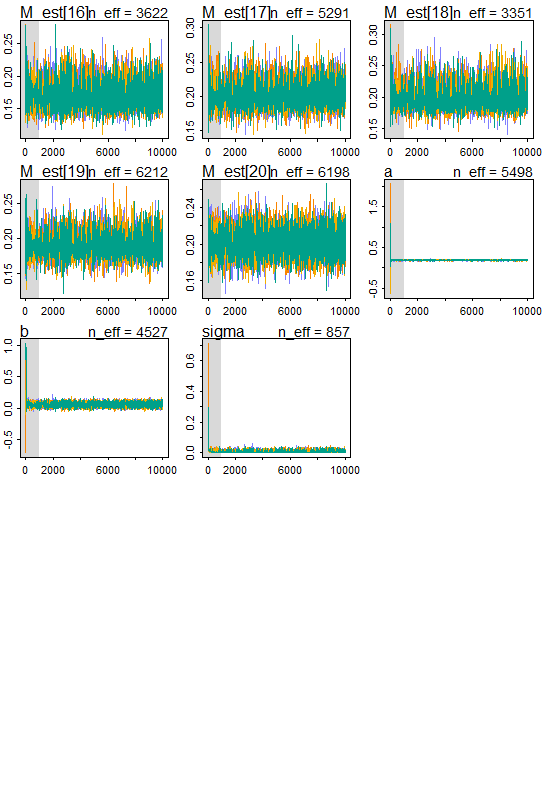 M_est[16] n_eff = 3622
0.15 0.20 0.25
0 2000 6000 10000
M_est[17] n_eff = 5291
0.15 0.20 0.25 0.30
0 2000 6000 10000
M_est[18] n_eff = 3351
0.15 0.20 0.25 0.30
0 2000 6000 10000
M_est[19] n_eff = 6212
0.15 0.20 0.25
0 2000 6000 10000
M_est[20] n_eff = 6198
0.16 0.20 0.24
0 2000 6000 10000
a n_eff = 5498
-0.5 0.5 1.5
0 2000 6000 10000
b n_eff = 4527
-0.5 0.0 0.5 1.0
0 2000 6000 10000
sigma n_eff = 857
0.0 0.2 0.4 0.6
0 2000 6000 10000